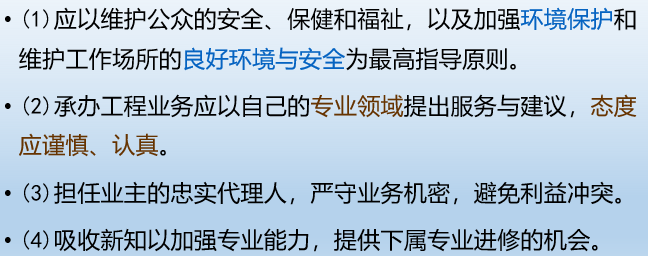 • (1) 应以维护公众的安全、保健和福祉，以及加强环境保护和
维护工作场所的良好环境与安全为最高指导原则。
• (2) 承办工程业务应以自己的专业领域提出服务与建议，态度
应谨慎、认真。
• (3) 担任业主的忠实代理人，严守业务机密，避免利益冲突。
• (4) 吸收新知以加强专业能力，提供下属专业进修的机会。